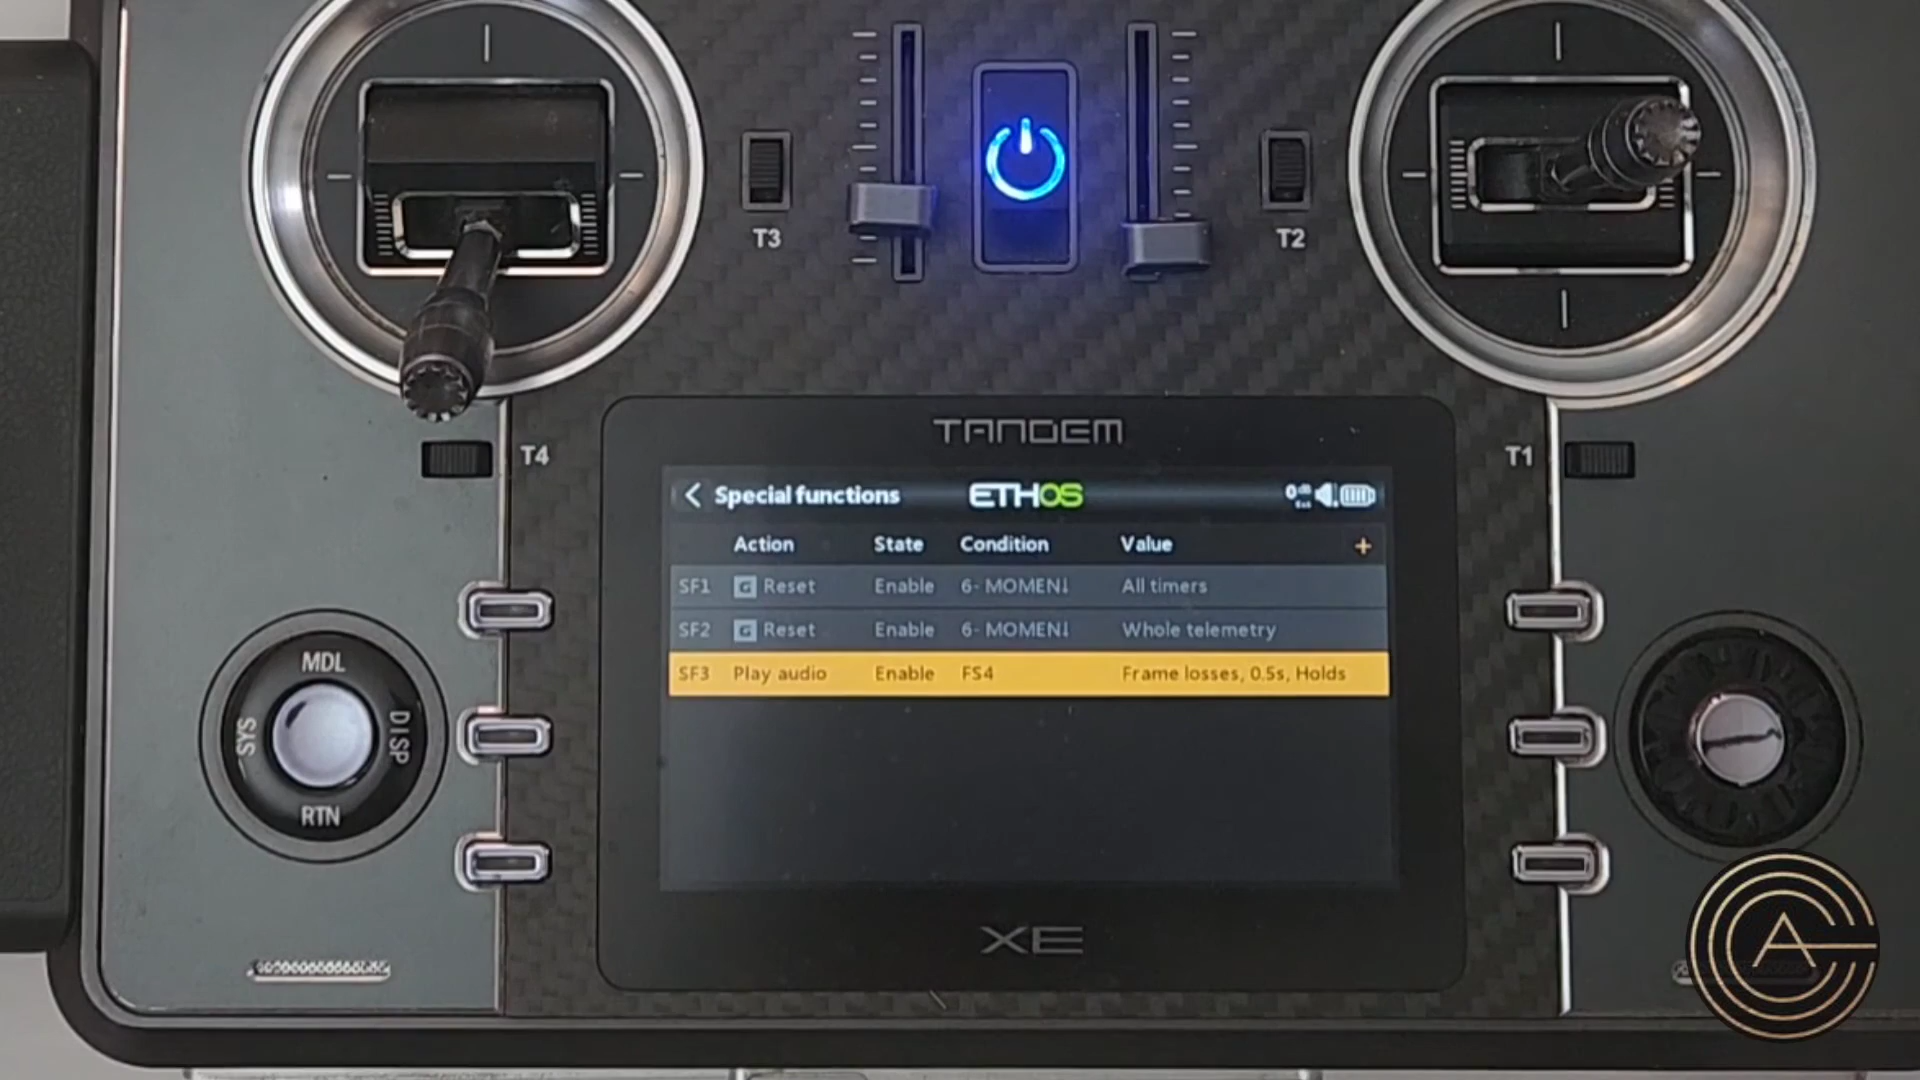 T3
T2
T4
T1
TANDEM
Special functions
ETHOS
Action State Condition Value +
SF1 G Reset Enable 6- MOMEN↓ All timers
SF2 G Reset Enable 6- MOMEN↓ Whole telemetry
SF3 Play audio Enable FS4 Frame losses, 0.5s, Holds
MDL
SYS
DISP
RTN
XE